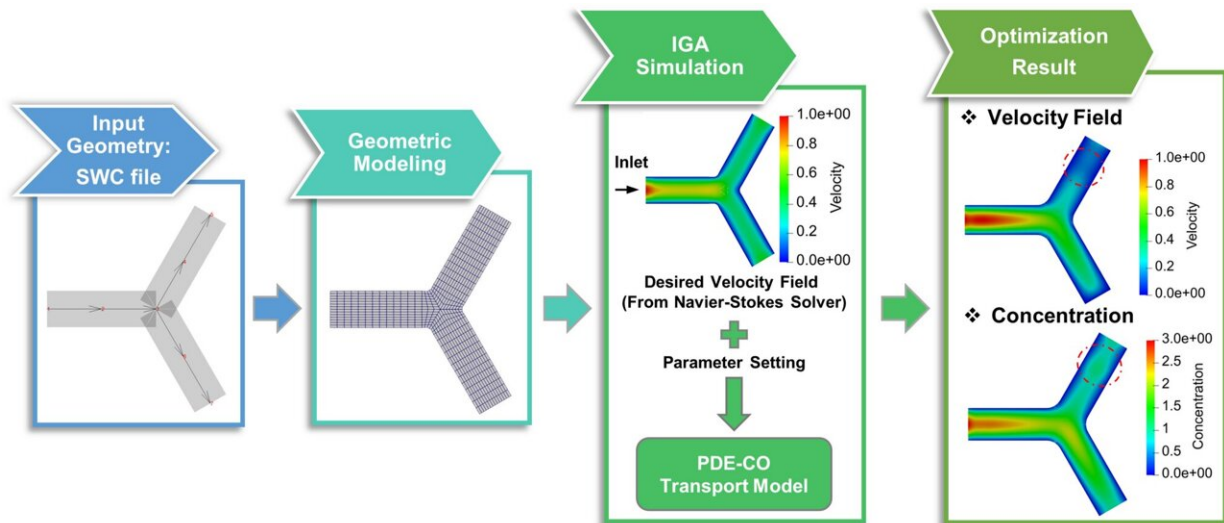 Input
Geometry:
SWC file
Geometric
Modeling
IGA
Simulation
Inlet
1.0e+00
0.8
0.6
0.4
0.2
0.0e+00
Velocity
Desired Velocity Field
(From Navier-Stokes Solver)
Parameter Setting
PDE-CO
Transport Model
Optimization
Result
❖ Velocity Field
1.0e+00
0.8
0.6
0.4
0.2
0.0e+00
Velocity
❖ Concentration
3.0e+00
2.5
2
1.5
1
0.5
0.0e+00
Concentration